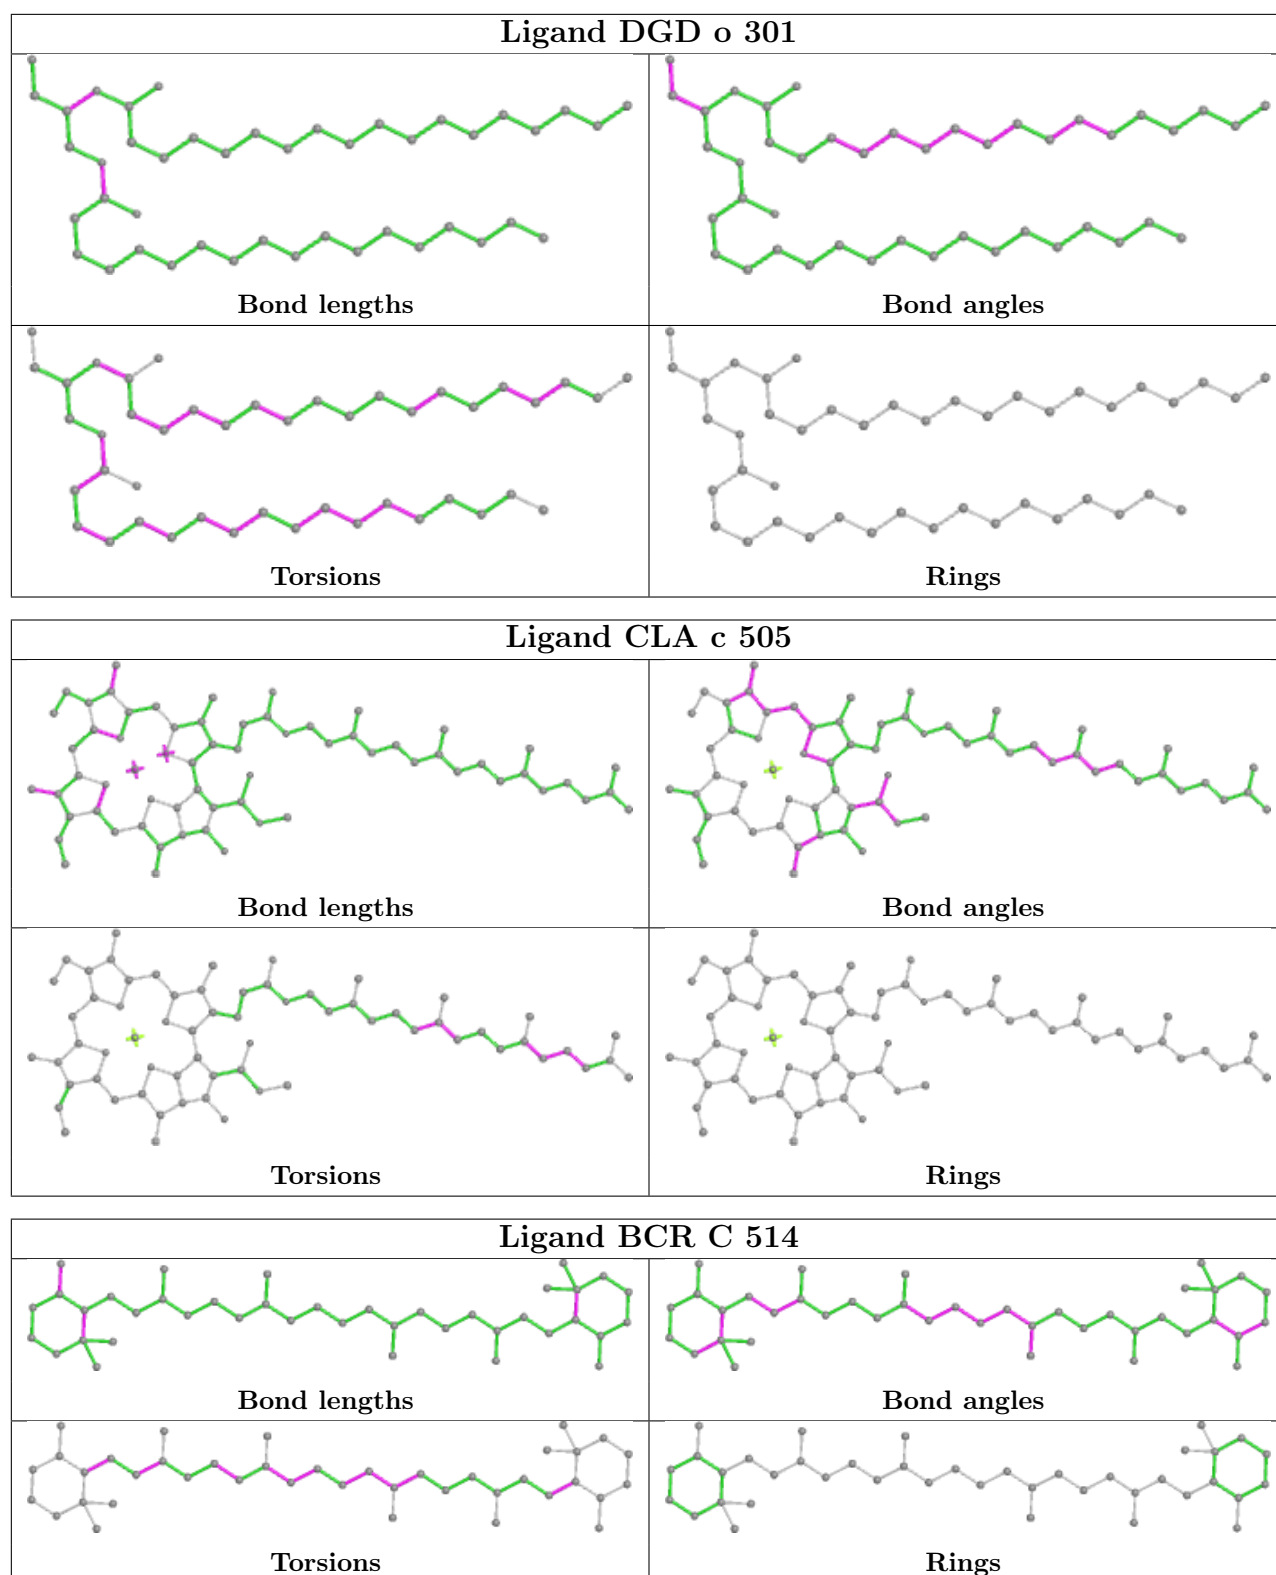 Ligand DGD o 301
Bond lengths
Bond angles
Torsions
Rings
Ligand CLA c 505
Bond lengths
Bond angles
Torsions
Rings
Ligand BCR C 514
Bond lengths
Bond angles
Torsions
Rings